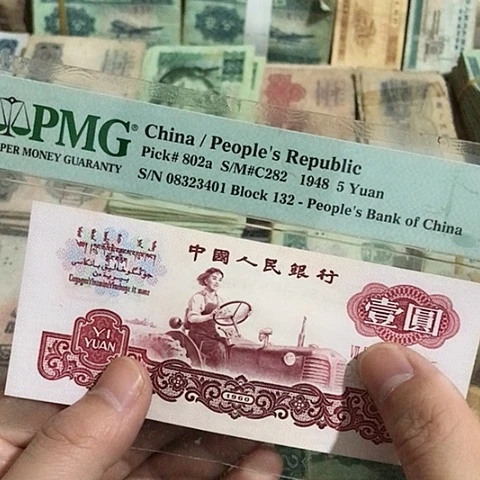 PMG®
PER MONEY GUARANTY
China / People's Republic
Pick# 802a S/M#C282 1948 5 Yuan
S/N 08323401 Block 132 - People's Bank of China
中國人民銀行
壹圓
YI
YUAN
1960